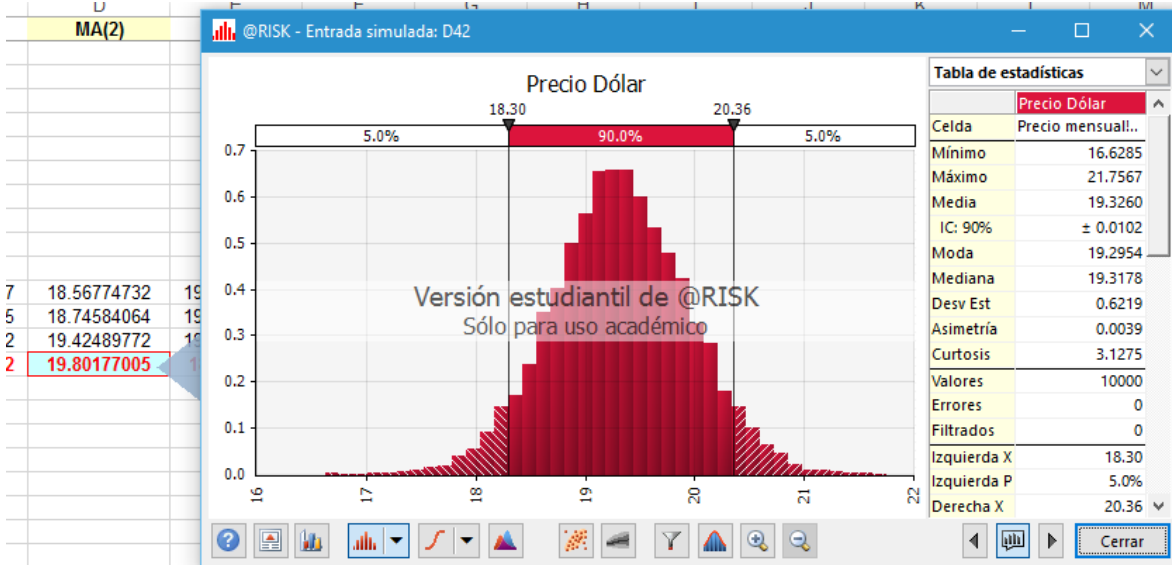 D
MA(2)
7 18.56774732 19
5 18.74584064 19
2 19.42489772
2 19.80177005
@RISK - Entrada simulada: D42
Precio Dólar
18.30 20.36
5.0% 90.0% 5.0%
0.7
0.6
0.5
0.4
0.3
0.2
0.1
0.0
16 17 18 19 20 21 22
Versión estudiantil de @RISK
Sólo para uso académico
Tabla de estadísticas
Precio Dólar
Celda Precio mensual!..
Mínimo 16.6285
Máximo 21.7567
Media 19.3260
IC: 90% ± 0.0102
Moda 19.2954
Mediana 19.3178
Desv Est 0.6219
Asimetría 0.0039
Curtosis 3.1275
Valores 10000
Errores 0
Filtrados 0
Izquierda X 18.30
Izquierda P 5.0%
Derecha X 20.36
Cerrar